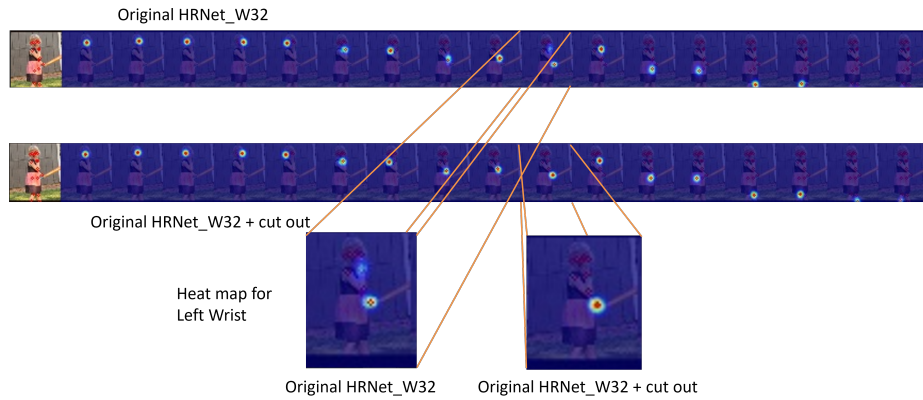 Original HRNet_W32
Original HRNet_W32 + cut out
Heat map for
Left Wrist
Original HRNet_W32
Original HRNet_W32 + cut out